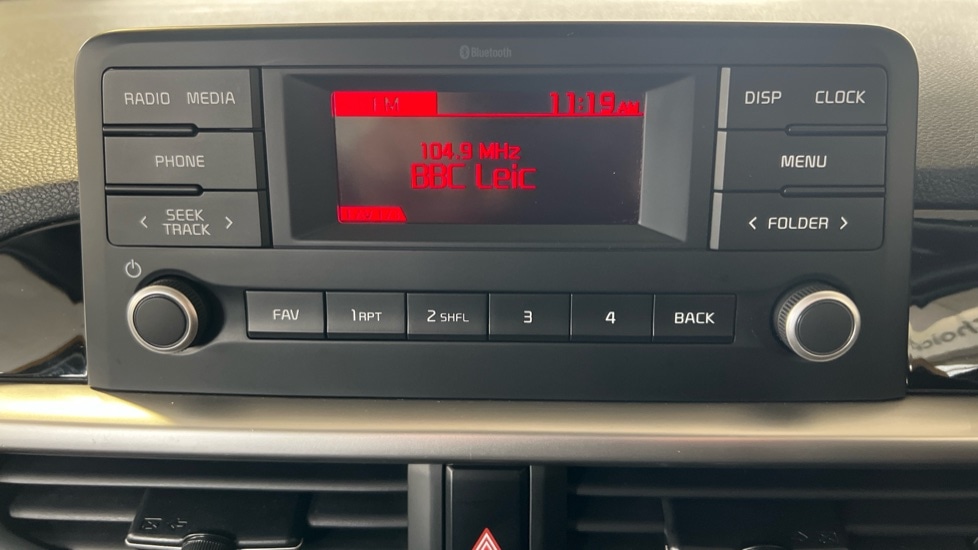 Bluetooth
RADIO MEDIA
FM 11:19 AM
DISP CLOCK
PHONE
104.9 MHz
BBC Leic
MENU
< SEEK TRACK >
< FOLDER >
FAV 1 RPT 2 SHFL 3 4 BACK